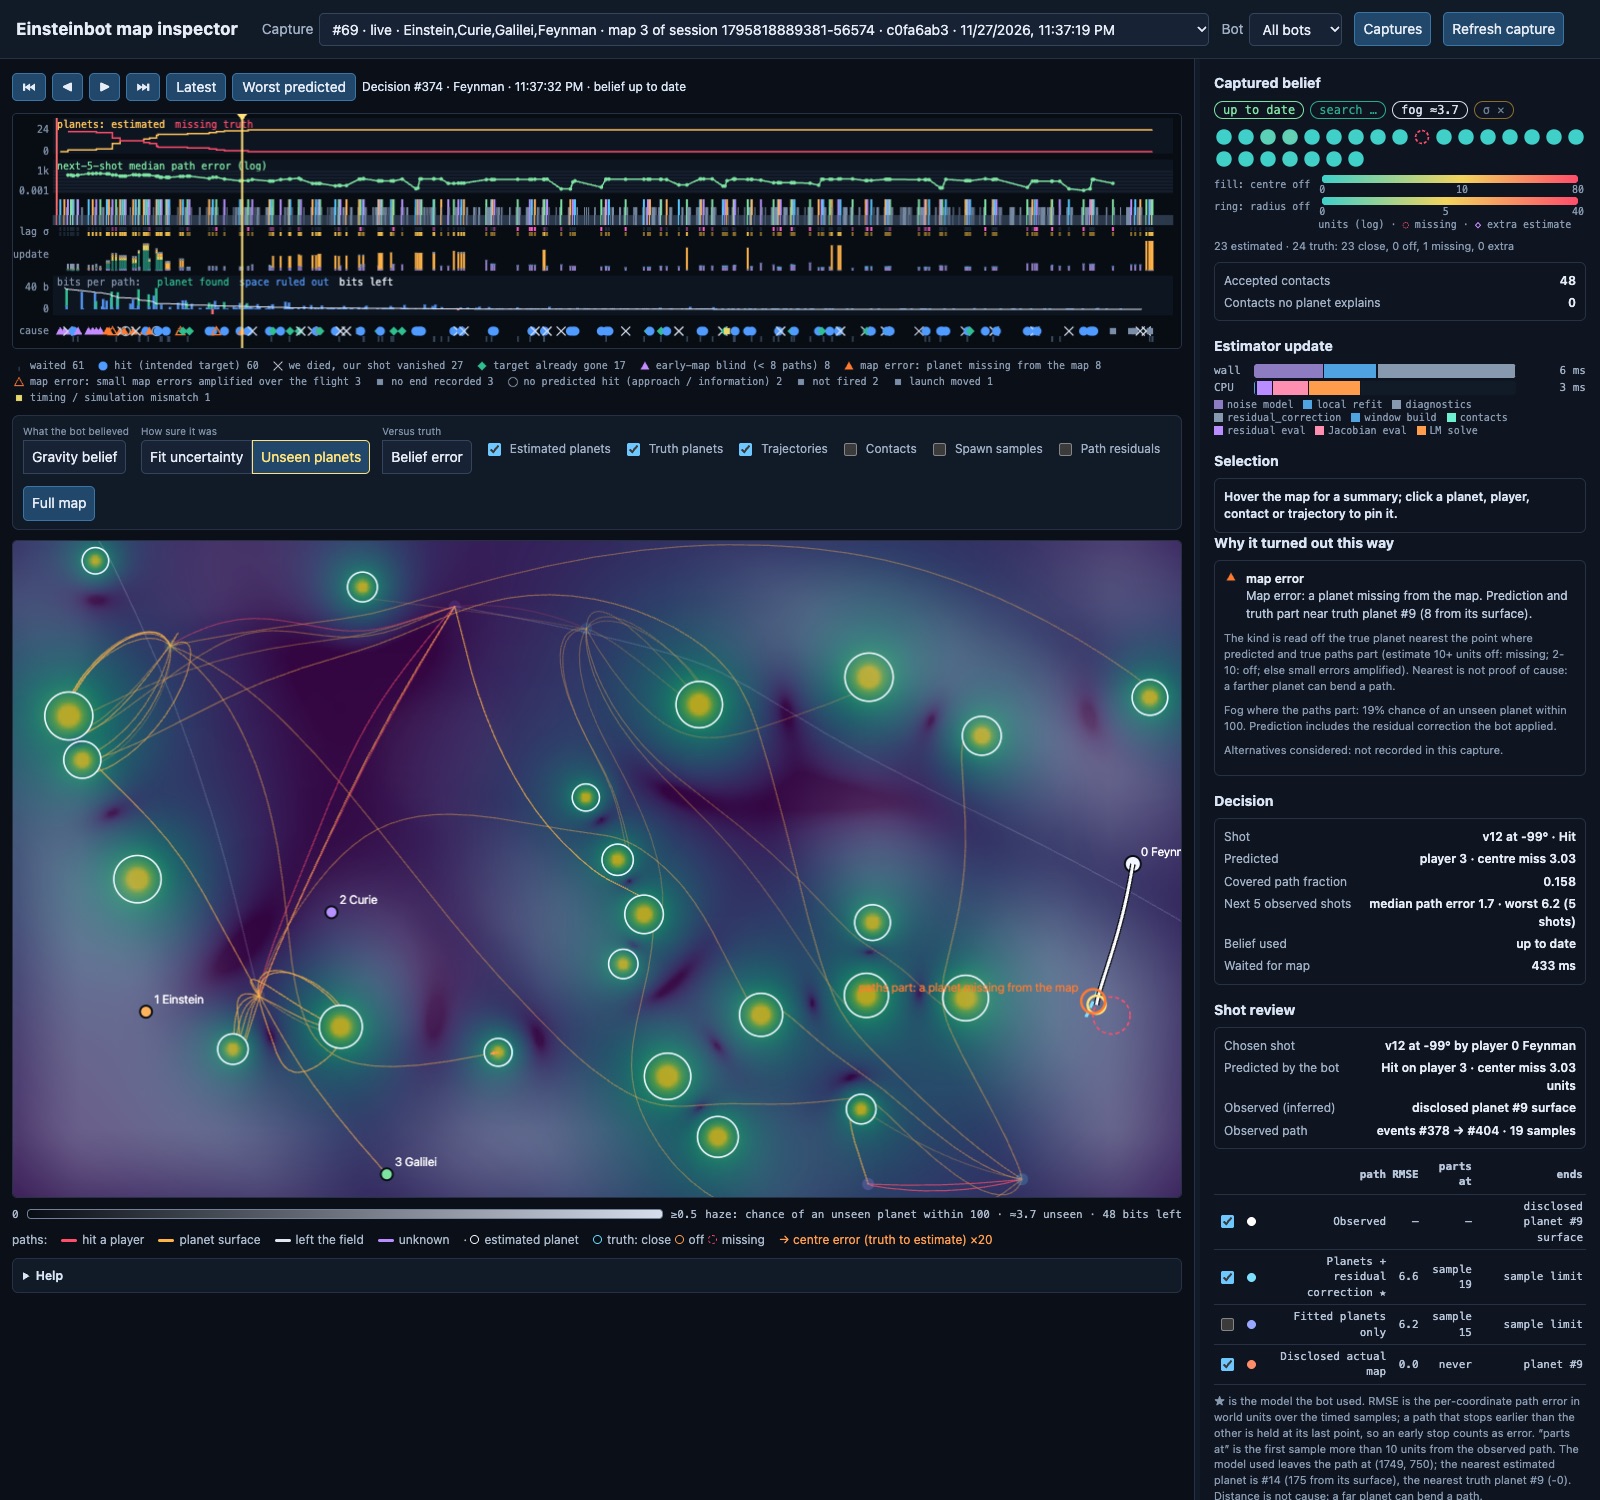 Einsteinbot map inspector
Capture
#69 · live · Einstein,Curie,Galilei,Feynman · map 3 of session 1795818889381-56574 · c0fa6ab3 · 11/27/2026, 11:37:19 PM
Bot
All bots
Captures
Refresh capture
Latest
Worst predicted
Decision #374 · Feynman · 11:37:32 PM · belief up to date
planets: estimated missing truth
24
0
next-5-shot median path error (log)
1k
0.001
lag σ
update
bits per path: planet found space ruled out bits left
40 b
0
cause
waited 61
hit (intended target) 60
we died, our shot vanished 27
target already gone 17
early-map blind (< 8 paths) 8
map error: planet missing from the map 8
map error: small map errors amplified over the flight 3
no end recorded 3
no predicted hit (approach / information) 2
not fired 2
launch moved 1
timing / simulation mismatch 1
What the bot believed
Gravity belief
How sure it was
Fit uncertainty
Unseen planets
Versus truth
Belief error
Estimated planets
Truth planets
Trajectories
Contacts
Spawn samples
Path residuals
Full map
0 Feynr
2 Curie
paths part: a planet missing from the map
1 Einstein
3 Galilei
0
≥0.5 haze: chance of an unseen planet within 100 · ≈3.7 unseen · 48 bits left
paths:
hit a player
planet surface
left the field
unknown
· estimated planet
truth: close off missing
→ centre error (truth to estimate) ×20
Help
Captured belief
up to date
search …
fog ≈3.7
σ ×
fill: centre off
0 10 80
ring: radius off
0 5 40
units (log) · missing · extra estimate
23 estimated · 24 truth: 23 close, 0 off, 1 missing, 0 extra
Accepted contacts 48
Contacts no planet explains 0
Estimator update
wall 6 ms
CPU 3 ms
noise model local refit diagnostics
residual_correction window build contacts
residual eval Jacobian eval LM solve
Selection
Hover the map for a summary; click a planet, player,
contact or trajectory to pin it.
Why it turned out this way
map error
Map error: a planet missing from the map. Prediction and
truth part near truth planet #9 (8 from its surface).
The kind is read off the true planet nearest the point where
predicted and true paths part (estimate 10+ units off: missing; 2-
10: off; else small errors amplified). Nearest is not proof of cause:
a farther planet can bend a path.
Fog where the paths part: 19% chance of an unseen planet within
100. Prediction includes the residual correction the bot applied.
Alternatives considered: not recorded in this capture.
Decision
Shot v12 at -99° · Hit
Predicted player 3 · centre miss 3.03
Covered path fraction 0.158
Next 5 observed shots median path error 1.7 · worst 6.2 (5
shots)
Belief used up to date
Waited for map 433 ms
Shot review
Chosen shot v12 at -99° by player 0 Feynman
Predicted by the bot Hit on player 3 · center miss 3.03
units
Observed (inferred) disclosed planet #9 surface
Observed path events #378 → #404 · 19 samples
path RMSE parts at ends
Observed – – disclosed planet #9 surface
Planets + residual correction ★ 6.6 sample 19 sample limit
Fitted planets only 6.2 sample 15 sample limit
Disclosed actual map 0.0 never planet #9
★ is the model the bot used. RMSE is the per-coordinate path error in
world units over the timed samples; a path that stops earlier than the
other is held at its last point, so an early stop counts as error. "parts
at" is the first sample more than 10 units from the observed path. The
model used leaves the path at (1749, 750); the nearest estimated
planet is #14 (175 from its surface), the nearest truth planet #9 (-0).
Distance is not cause: a far planet can bend a path.